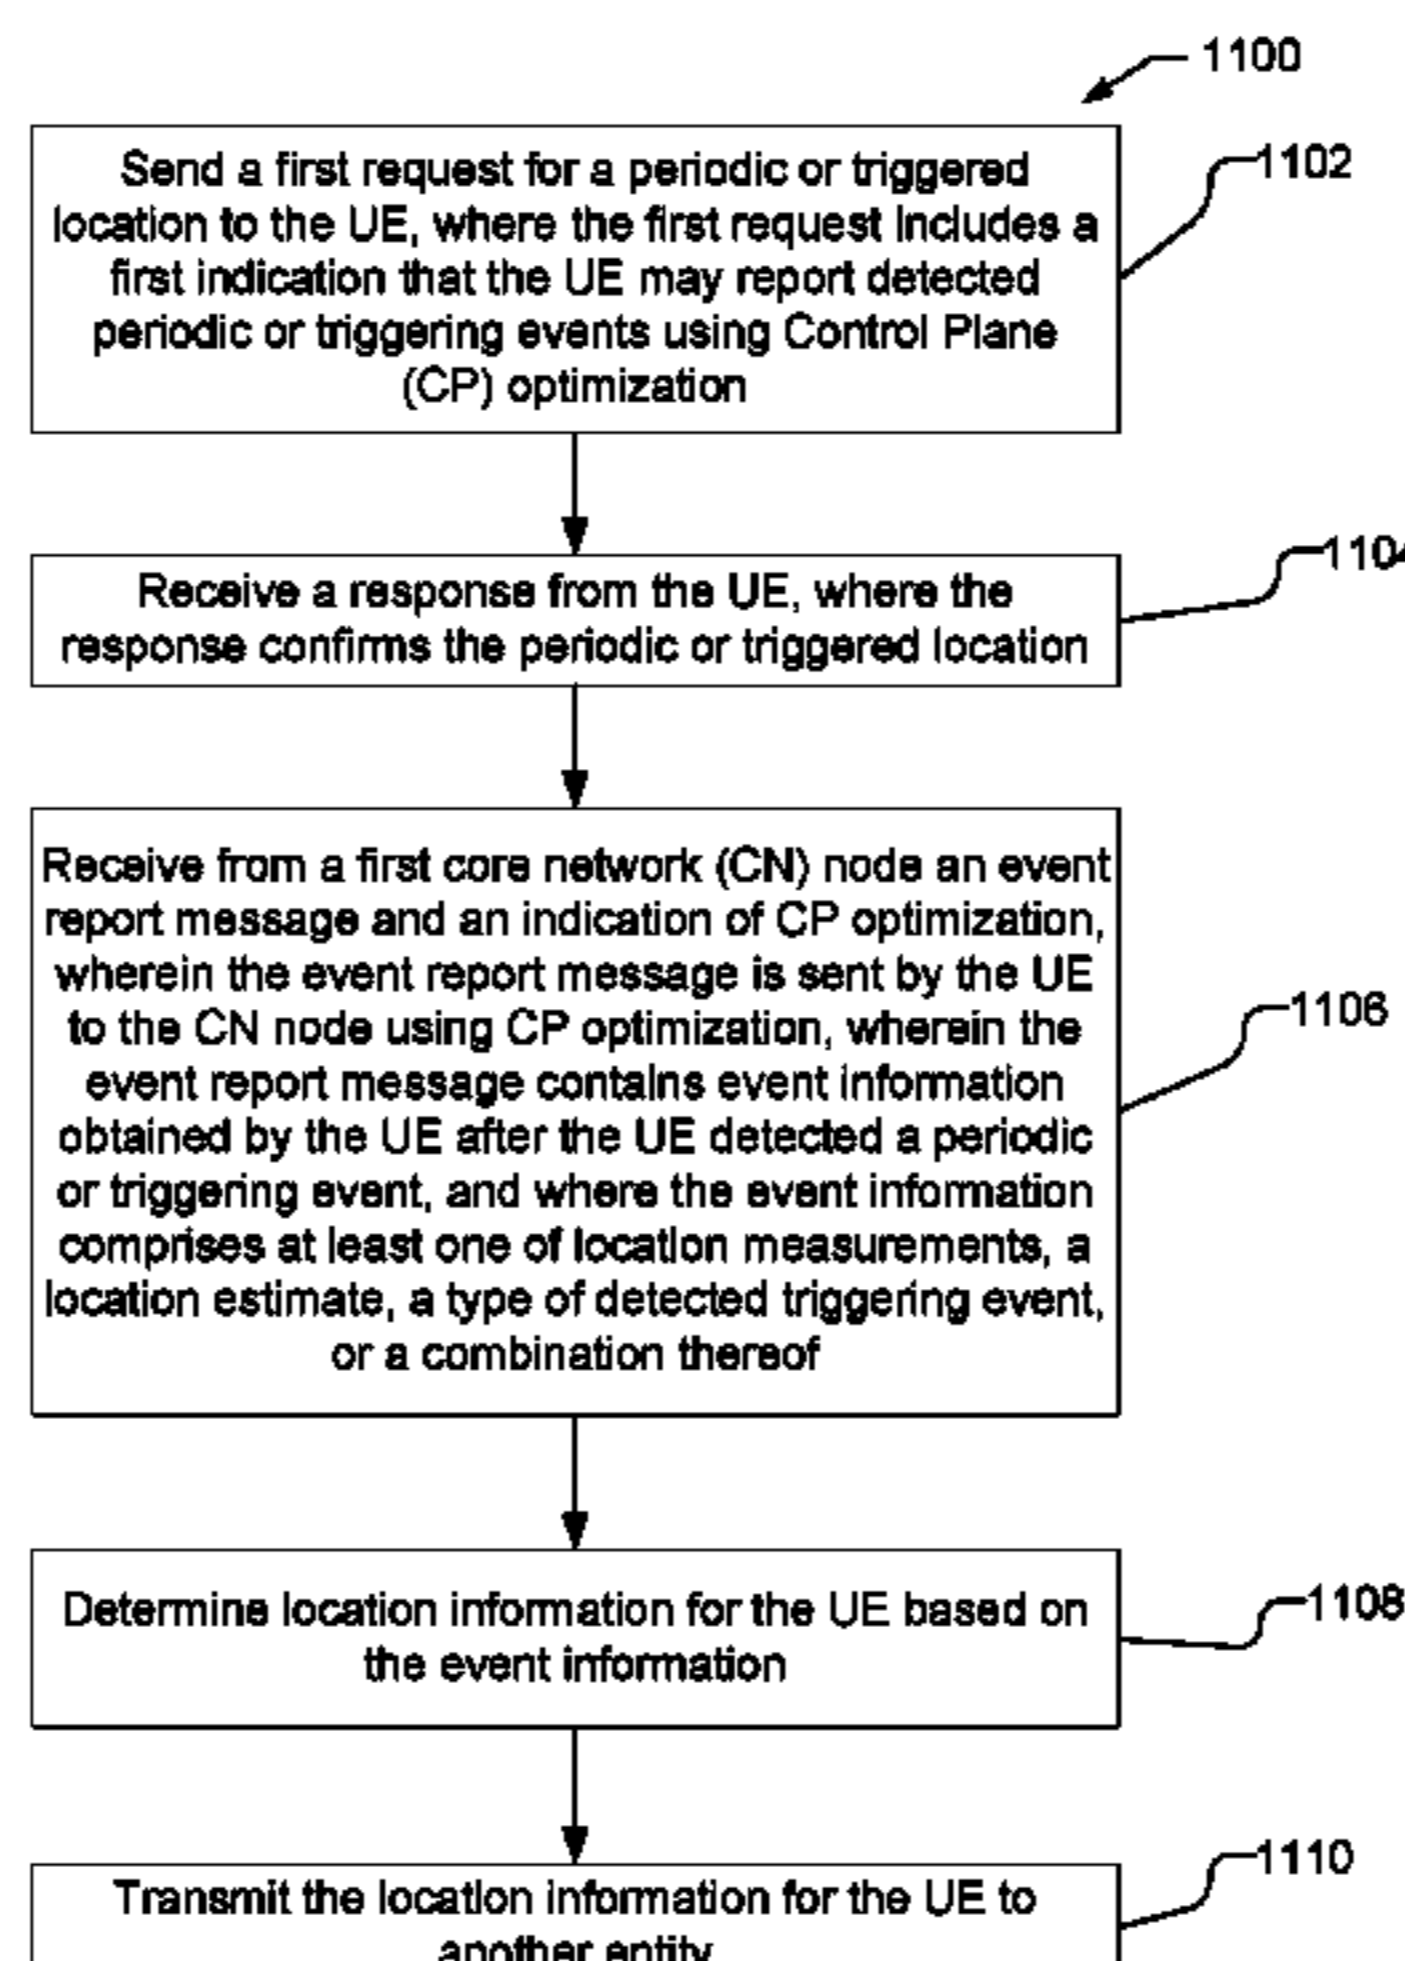 1100
Send a first request for a periodic or triggered
location to the UE, where the first request includes a
first indication that the UE may report detected
periodic or triggering events using Control Plane
(CP) optimization
1102
Receive a response from the UE, where the
response confirms the periodic or triggered location
1104
Receive from a first core network (CN) node an event
report message and an indication of CP optimization,
wherein the event report message is sent by the UE
to the CN node using CP optimization, wherein the
event report message contains event information
obtained by the UE after the UE detected a periodic
or triggering event, and where the event information
comprises at least one of location measurements, a
location estimate, a type of detected triggering event,
or a combination thereof
1106
Determine location information for the UE based on
the event information
1108
Transmit the location information for the UE to
another entity
1110